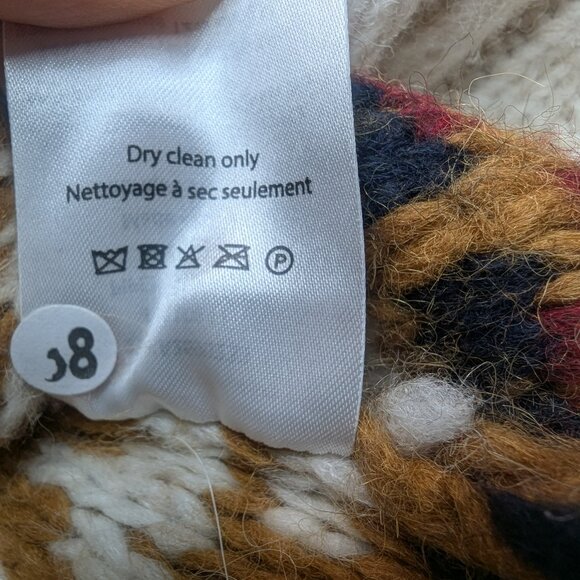 Dry clean only
Nettoyage à sec seulement
P